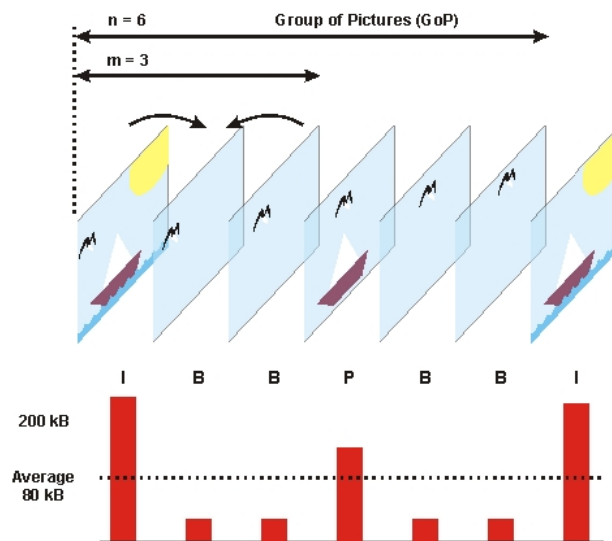 n = 6 Group of Pictures (GoP)
m = 3
I B B P B B I
200 kB
Average
80 kB